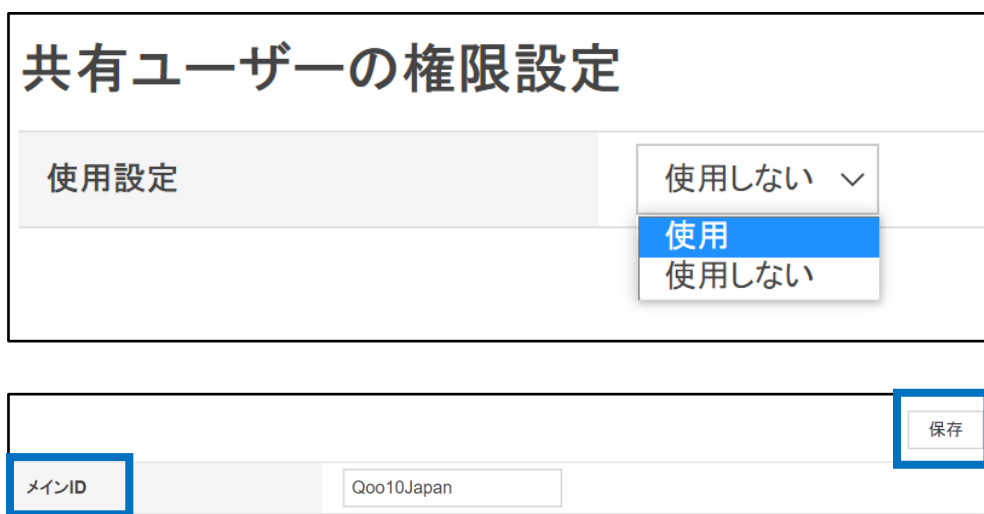 共有ユーザーの権限設定
使用設定
使用しない
使用
使用しない
保存
メインID
Qoo10Japan